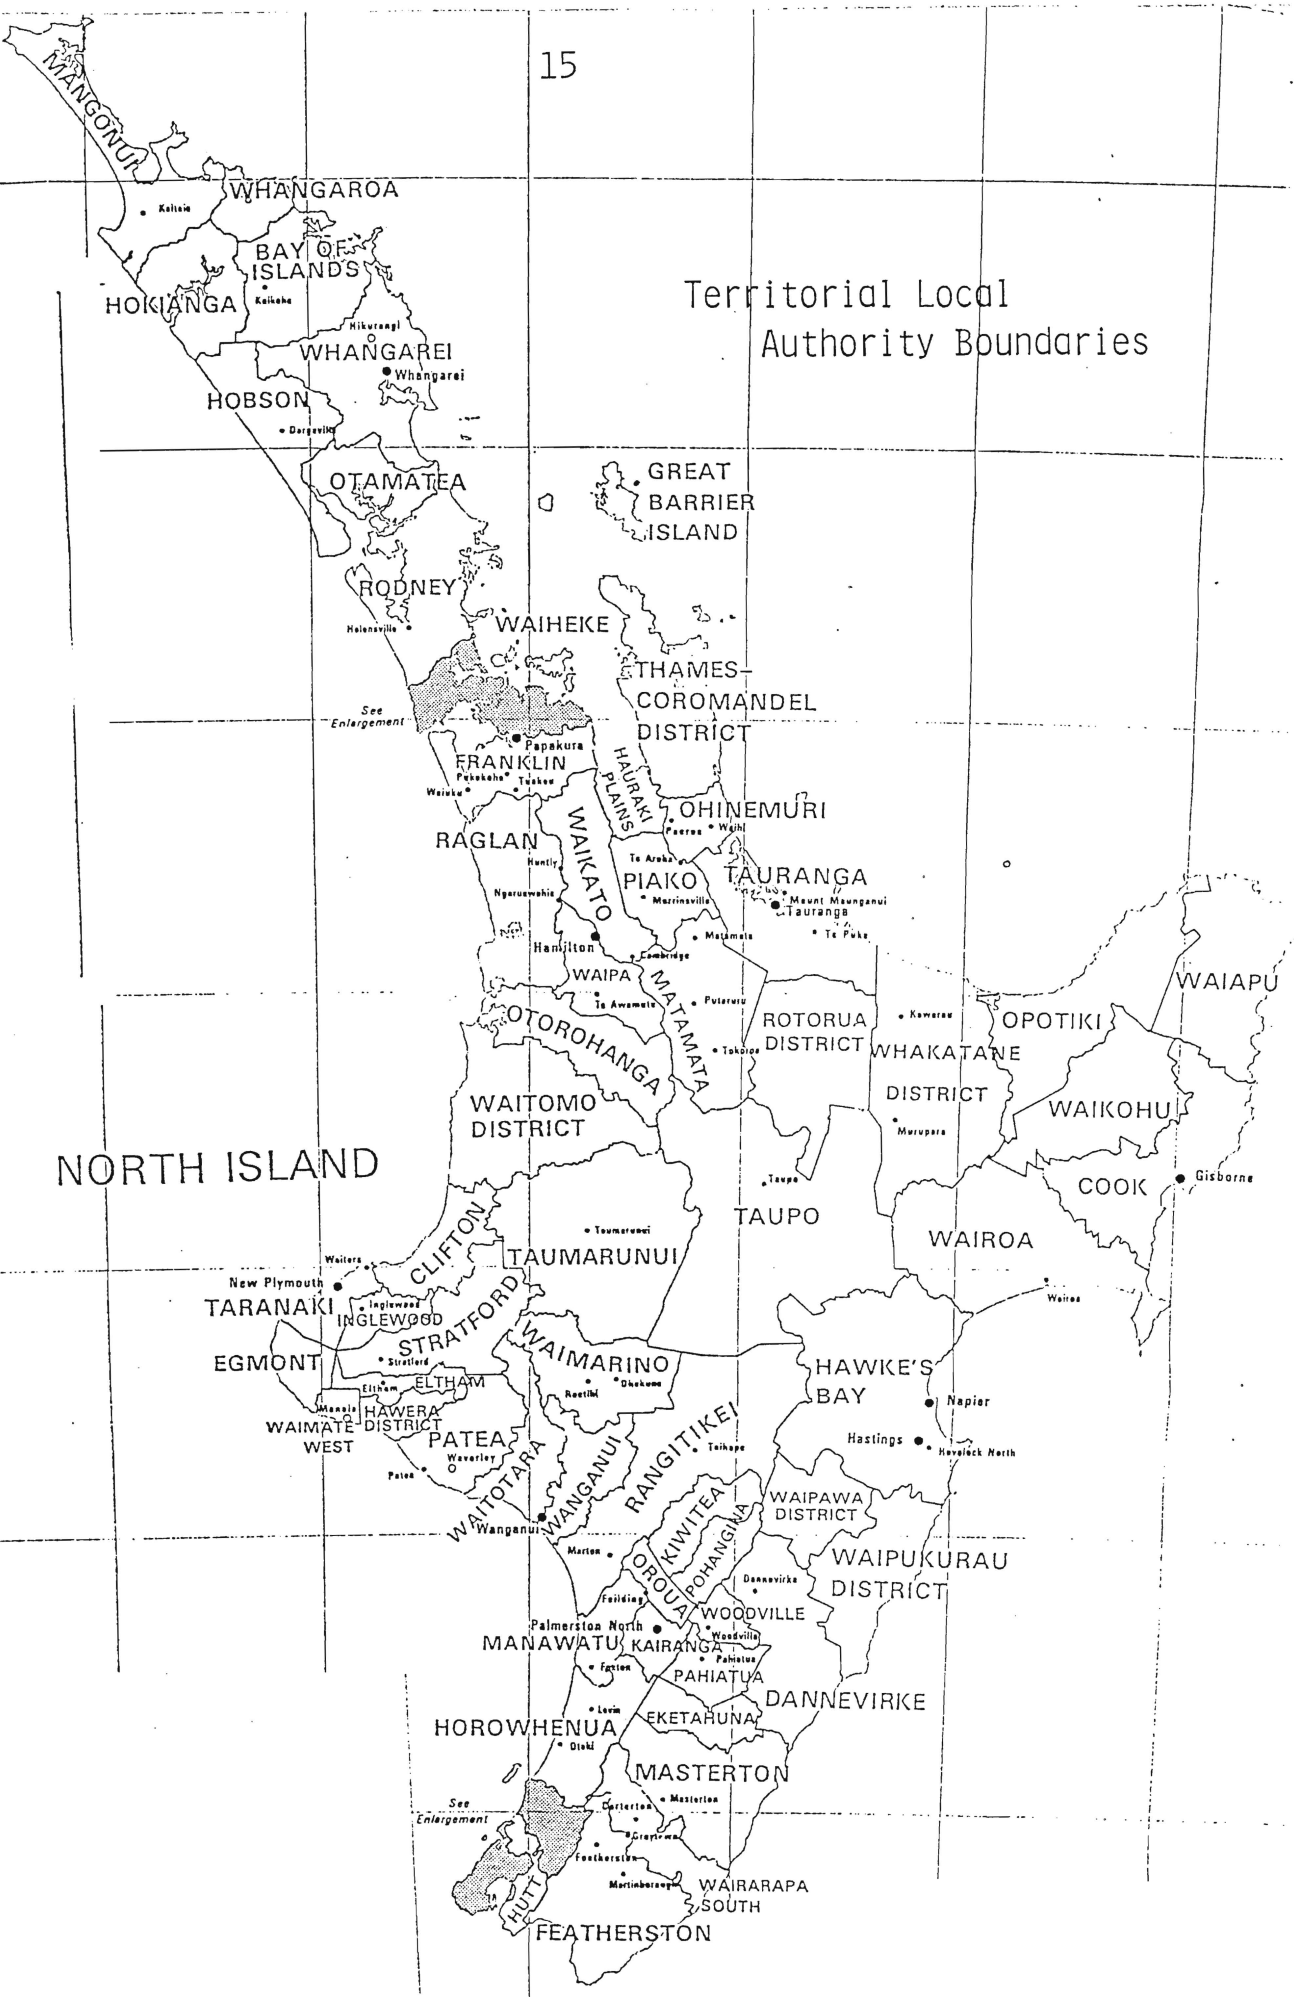 15
MANGONUI
WHANGAROA
Kaitaia
BAY OF
ISLANDS
HOKIANGA
Kaikohe
Hikurangi
WHANGAREI
Whangarei
HOBSON
Dargaville
Territorial Local
Authority Boundaries
OTAMATEA
GREAT
BARRIER
ISLAND
RODNEY
Helensville
WAIHEKE
THAMES-
COROMANDEL
DISTRICT
See
Enlargement
Papakura
FRANKLIN
Pukekohe
Tuakau
Waiuku
HAURAKI
PLAINS
OHINEMURI
Paeroa
Waihi
RAGLAN
WAIKATO
Huntly
Te Aroha
PIAKO
Morrinsville
TAURANGA
Mount Maunganui
Tauranga
Te Puke
Ngaruawahia
Hamilton
Matamata
Cambridge
WAIPA
MATAMATA
Te Awamutu
Putaruru
WAIAPU
OTOROHANGA
ROTORUA
DISTRICT
Kawerau
OPOTIKI
Tokoroa
WHAKATANE
DISTRICT
WAITOMO
DISTRICT
WAIKOHU
Murupara
NORTH ISLAND
Taupo
COOK
Gisborne
TAUPO
CLIFTON
Taumarunui
TAUMARUNUI
WAIROA
Waitara
New Plymouth
TARANAKI
Inglewood
INGLEWOOD
Wairoa
STRATFORD
EGMONT
Stratford
WAIMARINO
Raetihi
Ohakune
HAWKE'S
BAY
Eltham
ELTHAM
Manaia
HAWERA
DISTRICT
WAIMATE
WEST
Napier
PATEA
Waverley
Patea
WAITOTARA
WANGANUI
RANGITIKEI
Taihape
Hastings
Havelock North
Wanganui
KIWITEA
POHANGINA
WAIPAWA
DISTRICT
Marton
OROUA
WAIPUKURAU
DISTRICT
Dannevirke
Feilding
WOODVILLE
Palmerston North
Woodville
MANAWATU
KAIRANGA
Pahiatua
Foxton
PAHIATUA
DANNEVIRKE
Levin
EKETAHUNA
HOROWHENUA
Otaki
MASTERTON
See
Enlargement
Carterton
Masterton
Greytown
Featherston
Martinborough
WAIRARAPA
SOUTH
HUTT
FEATHERSTON